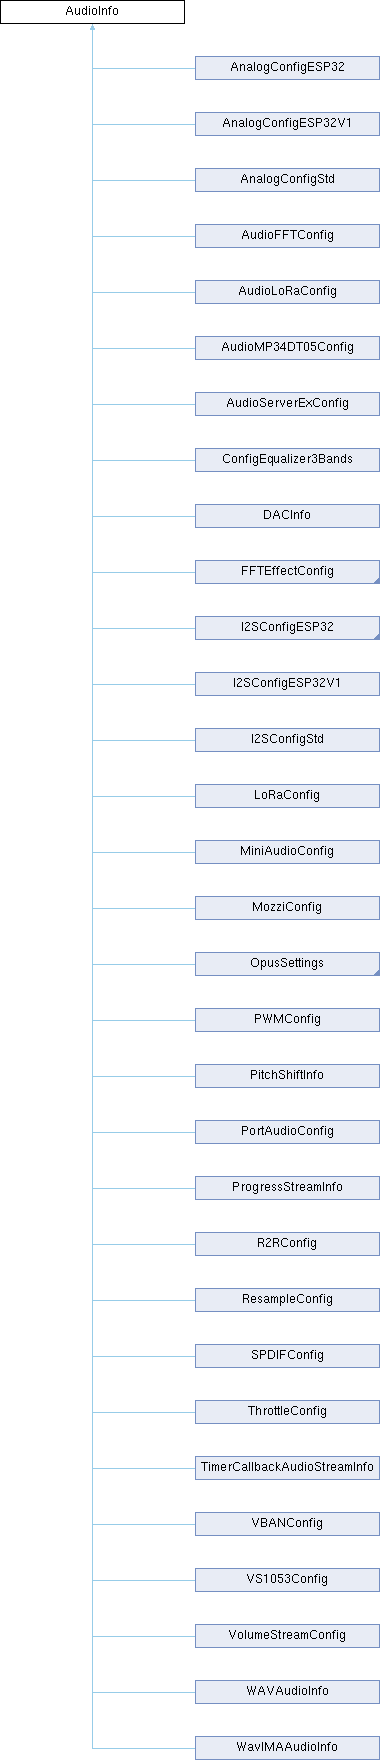 AudioInfo
AnalogConfigESP32
AnalogConfigESP32V1
AnalogConfigStd
AudioFFTConfig
AudioLoRaConfig
AudioMP34DT05Config
AudioServerExConfig
ConfigEqualizer3Bands
DACInfo
FFTEffectConfig
I2SConfigESP32
I2SConfigESP32V1
I2SConfigStd
LoRaConfig
MiniAudioConfig
MozziConfig
OpusSettings
PWMConfig
PitchShiftInfo
PortAudioConfig
ProgressStreamInfo
R2RConfig
ResampleConfig
SPDIFConfig
ThrottleConfig
TimerCallbackAudioStreamInfo
VBANConfig
VS1053Config
VolumeStreamConfig
WAVAudioInfo
WavIMAAudioInfo